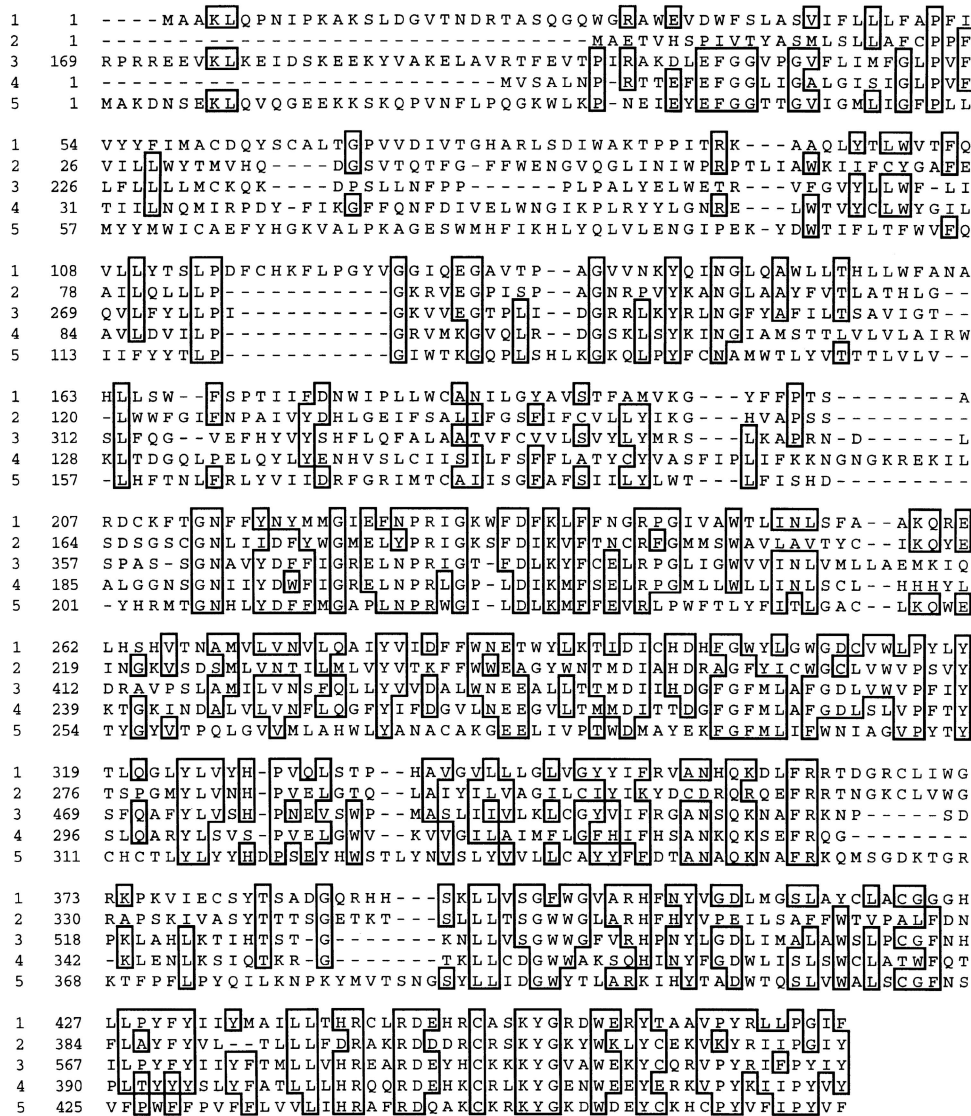 1 1 ----MAAKLQPNIPKAKSLDGVTNDRTASQGQWGRAWEVDWFSLASVIFLLLFAPFI
2 1 ------------------------------MAETVHSPIVTYASMLSLLAFCPPF
3 169 RPRREEVKLKEIDSKEEKYVAKELAVRTFEVTPIRAKDLEFGGVPGVFLIMFGLPVF
4 1 --------------------------MVSALNP-RTTEFEFGGLIGALGISIGLPVF
5 1 MAKDNSEKLQVQGEEKKSKQPVNFLPQGKWLKP-NEIEYEFGGTTGVIGMLIGFPLL
1 54 VYYFIMACDQYSCALTGPVVDIVTGHARLSDIWAKTPPITRK---AAQLYTLWVTFQ
2 26 VILLWYTMVHQ----DGSVTQTFG-FFWENGVQGLINIWPRPTLIAWKIIFCYGAFE
3 226 LFLLLLMCKQK----DPSLLNFPP---PLPALYELWETR---VFGVYLLWF-LI
4 31 TIILNQMIRPDY-FIKGFFQNFDIVELWNGIKPLRYYLGNRE---LWTVYCLWYGIL
5 57 MYYMWICAEFYHGKVALPKAGESWMHFIKHLYQLVLENGIPEK-YDWTIFLTFWVFQ
1 108 VLLYTSLPDFCHKFLPGYVGGIQEGAVTP--AGVVNKYQINGLQAWLLTHLLWFANA
2 78 AILQLLLP-----------GKRVEGPISP--AGNRPVYKANGLAAYFVTLATHLG--
3 269 QVLFYLLPI----------GKVVEGTPLI--DGRRLKYRLNGFYAFILTSAVIGT--
4 84 AVLDVILP-----------GRVMKGVQLR--DGSKLSYKINGIAMSTTLVLVLAIRW
5 113 IIFYYTLP-----------GIWTKGQPLSHLKGKQLPYFCNAMWTLYVTTTLVLV--
1 163 HLLSW--FSPTIIFDNWIPLLWCANILGYAVSTFAMVKG---YFFPTS-------A
2 120 -LWWFGIFNPAIVYDHLGEIFSALIFGSFIFCVLLYIKG---HVAPSS--------
3 312 SLFQG--VEFHYVYSHFLQFALAATVFCVVLSVYLYMRS---LKAPRN-D------L
4 128 KLTDGQLPELQYLYENHVSLCIISILFSFFLATYCYVASFIPLIFKKNGNGKREKIL
5 157 -LHFTNLFRLYVIIDRFGRIMTCAIISGFAFSIILYLWT---LFISHD---------
1 207 RDCKFTGNFFYNYMMGIEFNPRIGKWFDFKLFFNGRPGIVAWTLINLSFA--AKQRE
2 164 SDSGSCGNLIIDFYWGMELYPRIGKSFDIKVFTNCRFGMMSWAVLAVTYC--IKQYE
3 357 SPAS-SGNAVYDFFIGRELNPRIGT-FDLKYFCELRPGLIGWVVINLVMLLAEMKIQ
4 185 ALGGNSGNIIYDWFIGRELNPRLGP-LDIKMFSELRPGMLLWLLINLSCL--HHHYL
5 201 -YHRMTGNHLYDFFMGAPLNPRWGI-LDLKMFFEVRLPWFTLYFITLGAC--LKQWE
1 262 LHSHVTNAMVLVNVLQAIYVIDFFWNETWYLKTIDICHDHFGWYLGWGDCVWLPYLY
2 219 INGKVSDSMLVNTILMLVYVTKFFWWEAGYWNTMDIAHDRAGFYICWGCLVWVPSVY
3 412 DRAVPSLAMILVNSFQLLYVVDALWNEEALLTTMDIIHDGFGFMLAFGDLVWVPFIY
4 239 KTGKINDALVLVNFLQGFYIFDGVLNEEGVLTMMDITTDGFGFMLAFGDLSLVPFTY
5 254 TYGYVTPQLGVVMLAHWLYANACAKGEELIVPTWDMAYEKFGFMLIFWNIAGVPYTY
1 319 TLQGLYLVYH-PVQLSTP--HAVGVLLLGLVGYYIFRVANHQKDLFRRTDGRCLIWG
2 276 TSPGMYLVNH-PVELGTQ--LAIYILVAGILCIYIKYDCDRQRQEFRRTNGKCLVWG
3 469 SFQAFYLVSH-PNEVSWP--MASLIIVLKLCGYVIFRGANSQKNAFRKNP-----SD
4 296 SLQARYLSVS-PVELGWV--KVVGILAIMFLGFHIFHSANKQKSEFRQG--------
5 311 CHCTLYLYYHDPSEYHWSTLYNVSLYVVLLCAYYFFDTANAQKNAFRKQMSGDKTGR
1 373 RKPKVIECSYTSADGQRHH---SKLLVSGFWGVARHFNYVGDLMGSLAYCLACGGGH
2 330 RAPSKIVASYTTTSGETKT---SLLLTSGWWGLARHFHYVPEILSAFFWTVPALFDN
3 518 PKLAHLKTIHTST-G-------KNLLVSGWWGFVRHPNYLGDLIMALAWSLPCGFNH
4 342 -KLENLKSIQTKR-G-------TKLLCDGWWAKSQHINYFGDWLISLSWCLATWFQT
5 368 KTFPFLPYQILKNPKYMVTSNGSYLLIDGWYTLARKIHYTADWTQSLVWALSCGFNS
1 427 LLPYFYIIYMAILLTHRCLRDEHRCASKYGRDWERYTAAVPYRLLPGIF
2 384 FLAYFYVL--TLLLFDRAKRDDDRCRSKYGKYWKLYCEKVKYRIIPGIY
3 567 ILPYFYIIYFTMLLVHREARDEYHCKKKYGVAWEKYCQRVPYRIFPYIY
4 390 PLTYYYSLYFATLLLHRQQRDEHKCRLKYGENWEEYERKVPYKIIPYVY
5 425 VFPWFFPVFFLVVLIHRAFRDQAKCKRKYGKDWDEYCKHCPYVFIPYVF